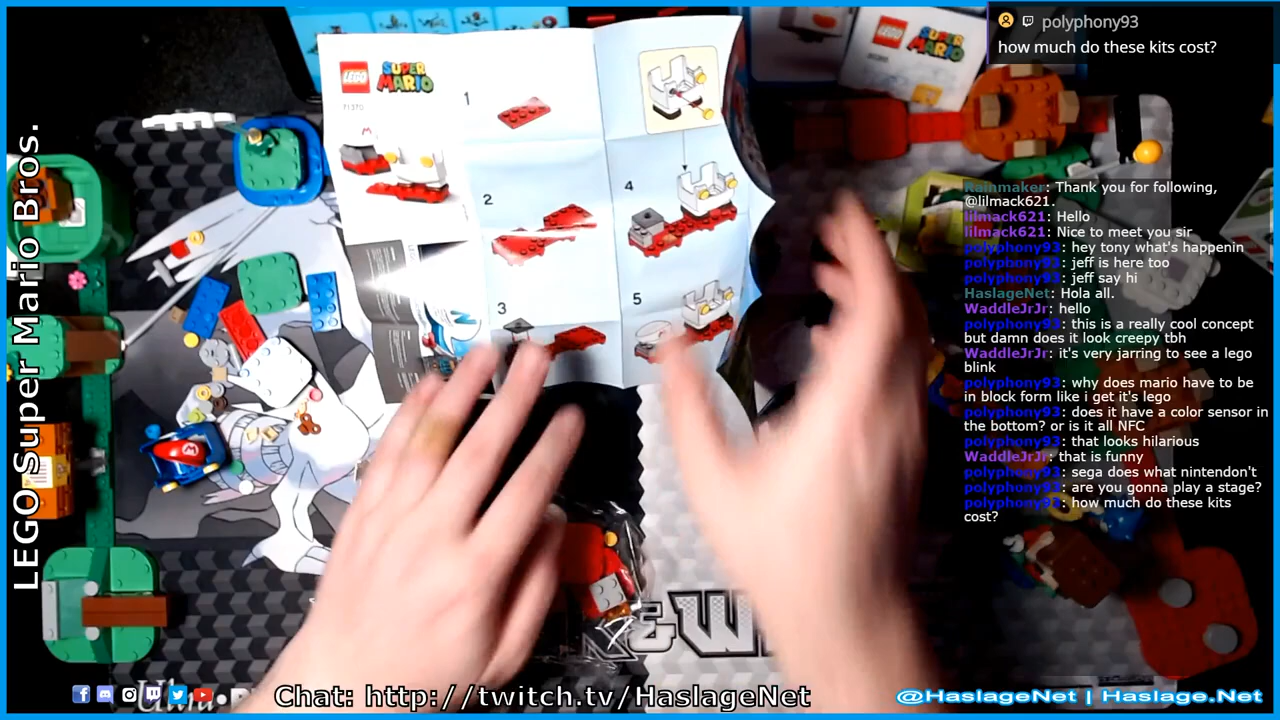 polyphony93
how much do these kits cost?
LEGO Super Mario Bros.
LEGO
SUPER
MARIO
71370
1
2
3
4
5
LEGO
SUPER
MARIO
Rainmaker: Thank you for following,
@lilmack621.
lilmack621: Hello
lilmack621: Nice to meet you sir
polyphony93: hey tony what's happenin
polyphony93: jeff is here too
polyphony93: jeff say hi
HaslageNet: Hola all.
WaddleJrJr: hello
polyphony93: this is a really cool concept
but damn does it look creepy tbh
WaddleJrJr: it's very jarring to see a lego
blink
polyphony93: why does mario have to be
in block form like i get it's lego
polyphony93: does it have a color sensor in
the bottom? or is it all NFC
polyphony93: that looks hilarious
WaddleJrJr: that is funny
polyphony93: sega does what nintendon't
polyphony93: are you gonna play a stage?
polyphony93: how much do these kits
cost?
Chat: http://twitch.tv/HaslageNet
@HaslageNet | Haslage.Net